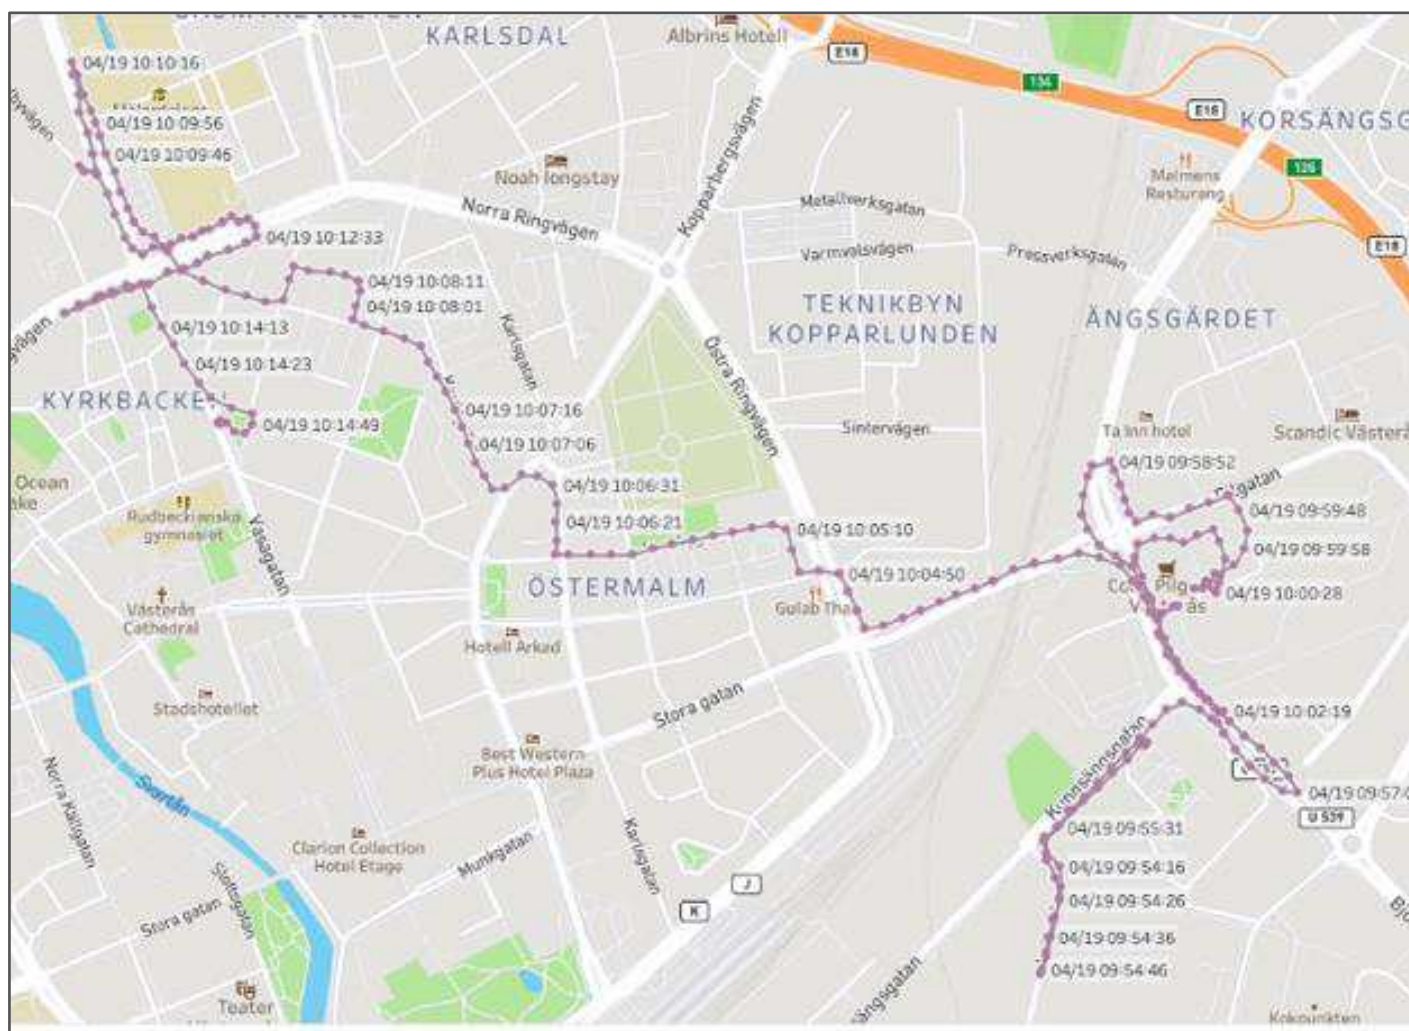 KARLSDAL
Albrins Hotell
E18
134
E18
KORSÄNGSG
04/19 10:10:16
04/19 10:09:56
04/19 10:09:46
136
Malmens
Resturang
Noah longstay
Kopparbergsvägen
Metallverksgatan
Norra Ringvägen
04/19 10:12:33
E18
Varmvalsvägen
Pressverksgatan
04/19 10:08:11
04/19 10:08:01
TEKNIKBYN
KOPPARLUNDEN
ÄNGSGÄRDET
04/19 10:14:13
Karlsgatan
Östra Ringvägen
04/19 10:14:23
KYRKBACKEN
04/19 10:07:16
04/19 10:14:49
04/19 10:07:06
Sintervägen
Ta Inn hotel
Scandic Västerå
04/19 09:58:52
Ocean
04/19 10:06:31
04/19 09:59:48
Rudbeckianska
gymnasiet
Vasagatan
04/19 10:06:21
04/19 10:05:10
04/19 09:59:58
ÖSTERMALM
04/19 10:04:50
04/19 10:00:28
Västerås
Cathedral
Gulab Tha
Hotell Arkad
Stadshotellet
Stora gatan
04/19 10:02:19
Best Western
Plus Hotel Plaza
Norra Källgatan
Svartån
Kunnsängsgatan
04/19 09:57:0
U 539
04/19 09:55:31
Clarion Collection
Hotel Etage
Munkgatan
Karlsgatan
04/19 09:54:16
J
04/19 09:54:26
Slottsgatan
Stora gatan
K
04/19 09:54:36
04/19 09:54:46
sängsgatan
Teater
Kokpunkten